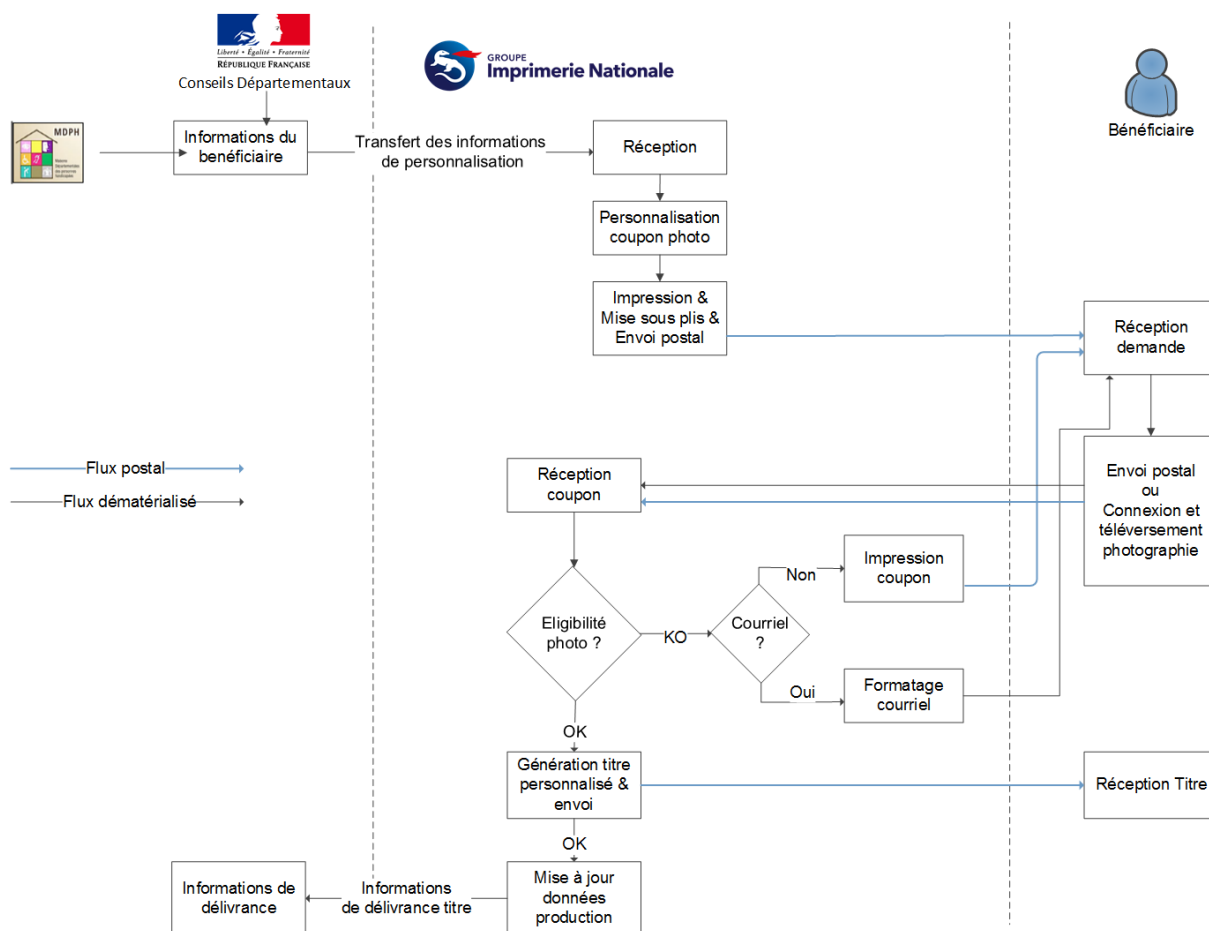 Liberté • Égalité • Fraternité
RÉPUBLIQUE FRANÇAISE
Conseils Départementaux
GROUPE
Imprimerie Nationale
Bénéficiaire
MDPH
Informations du
benéficiaire
Transfert des informations
de personnalisation
Réception
Personnalisation
coupon photo
Impression &
Mise sous plis &
Envoi postal
Réception
demande
Flux postal
Flux dématérialisé
Réception
coupon
Envoi postal
ou
Connexion et
téléversement
photographie
Non
Impression
coupon
Eligibilité
photo ?
KO
Courriel
?
Oui
Formatage
courriel
OK
Génération titre
personnalisé &
envoi
Réception Titre
OK
Informations de
délivrance
Informations
de délivrance titre
Mise à jour
données
production